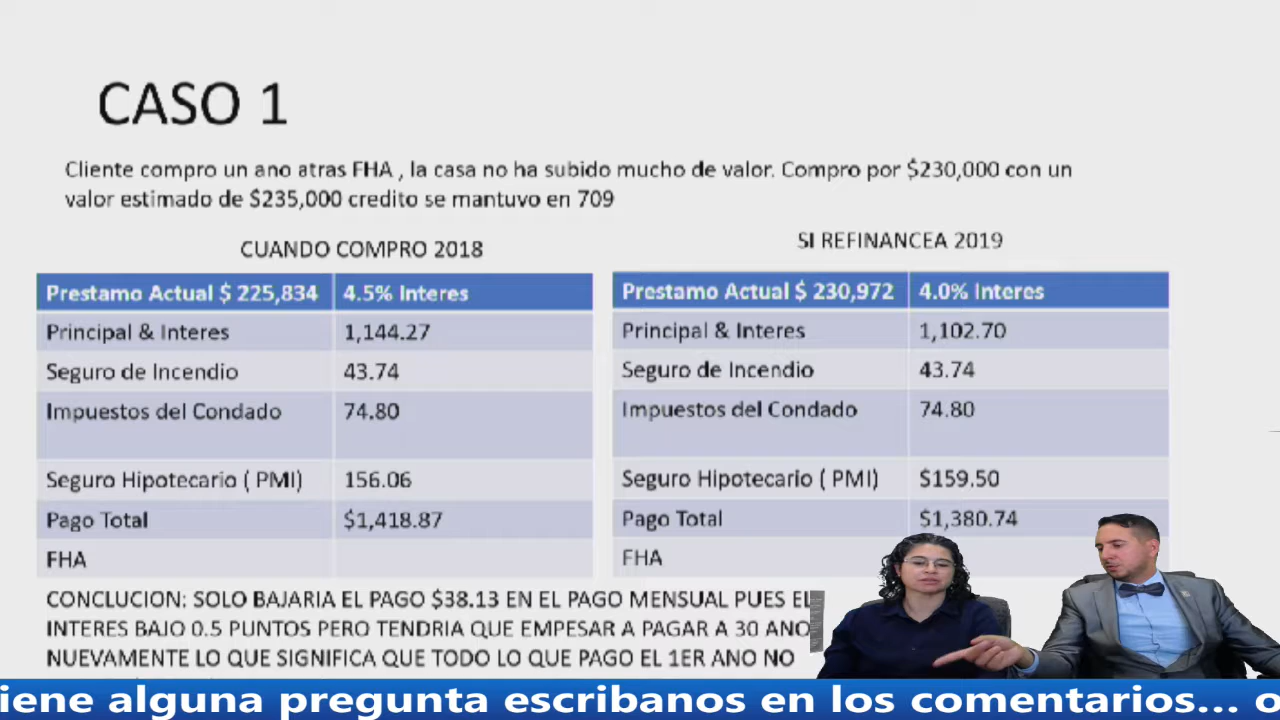 CASO 1
Cliente compro un ano atras FHA , la casa no ha subido mucho de valor. Compro por $230,000 con un
valor estimado de $235,000 credito se mantuvo en 709
CUANDO COMPRO 2018
Prestamo Actual $ 225,834 4.5% Interes
Principal & Interes 1,144.27
Seguro de Incendio 43.74
Impuestos del Condado 74.80
Seguro Hipotecario ( PMI) 156.06
Pago Total $1,418.87
FHA
SI REFINANCEA 2019
Prestamo Actual $ 230,972 4.0% Interes
Principal & Interes 1,102.70
Seguro de Incendio 43.74
Impuestos del Condado 74.80
Seguro Hipotecario ( PMI) $159.50
Pago Total $1,380.74
FHA
CONCLUCION: SOLO BAJARIA EL PAGO $38.13 EN EL PAGO MENSUAL PUES EL
INTERES BAJO 0.5 PUNTOS PERO TENDRIA QUE EMPESAR A PAGAR A 30 ANO
NUEVAMENTE LO QUE SIGNIFICA QUE TODO LO QUE PAGO EL 1ER ANO NO
iene alguna pregunta escribanos en los comentarios... o